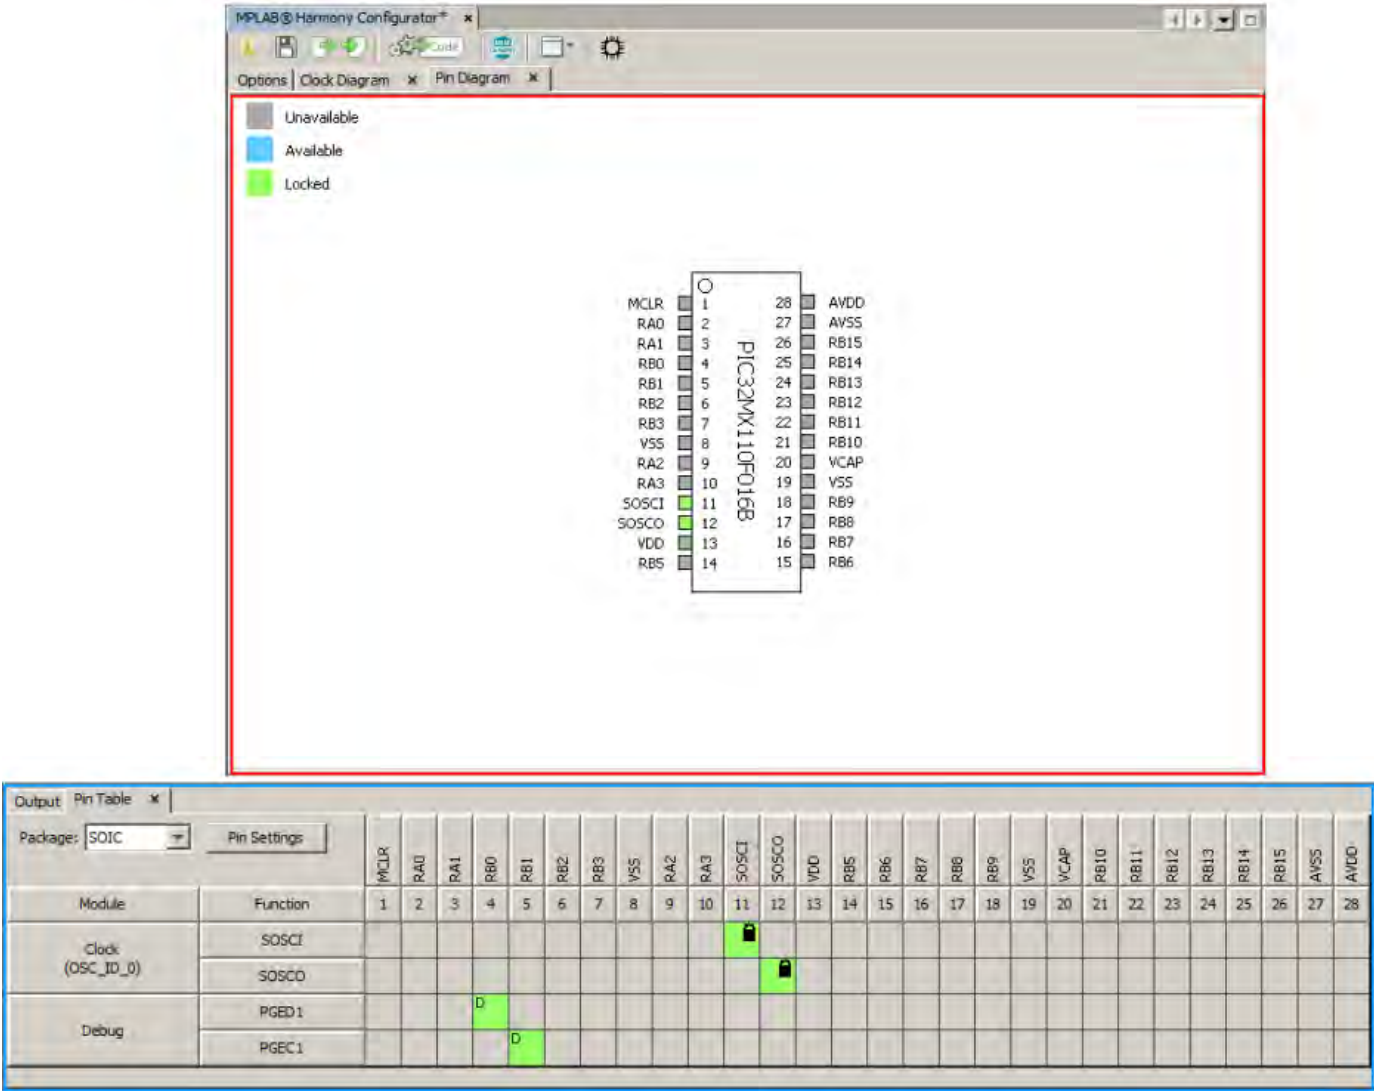 MPLAB® Harmony Configurator*
Code
Options Clock Diagram Pin Diagram
Unavailable
Available
Locked
MCLR 1 28 AVDD
RA0 2 27 AVSS
RA1 3 26 RB15
RB0 4 25 RB14
RB1 5 24 RB13
RB2 6 23 RB12
RB3 7 22 RB11
VSS 8 21 RB10
RA2 9 20 VCAP
RA3 10 19 VSS
SOSCI 11 18 RB9
SOSCO 12 17 RB8
VDD 13 16 RB7
RB5 14 15 RB6
PIC32MX110F016B
Output Pin Table
Package: SOIC Pin Settings
MCLR RA0 RA1 RB0 RB1 RB2 RB3 VSS RA2 RA3 SOSCI SOSCO VDD RB5 RB6 RB7 RB8 RB9 VSS VCAP RB10 RB11 RB12 RB13 RB14 RB15 AVSS AVDD
Module Function 1 2 3 4 5 6 7 8 9 10 11 12 13 14 15 16 17 18 19 20 21 22 23 24 25 26 27 28
Clock
(OSC_ID_0)
SOSCI
SOSCO
Debug
PGED1 D
PGEC1 D